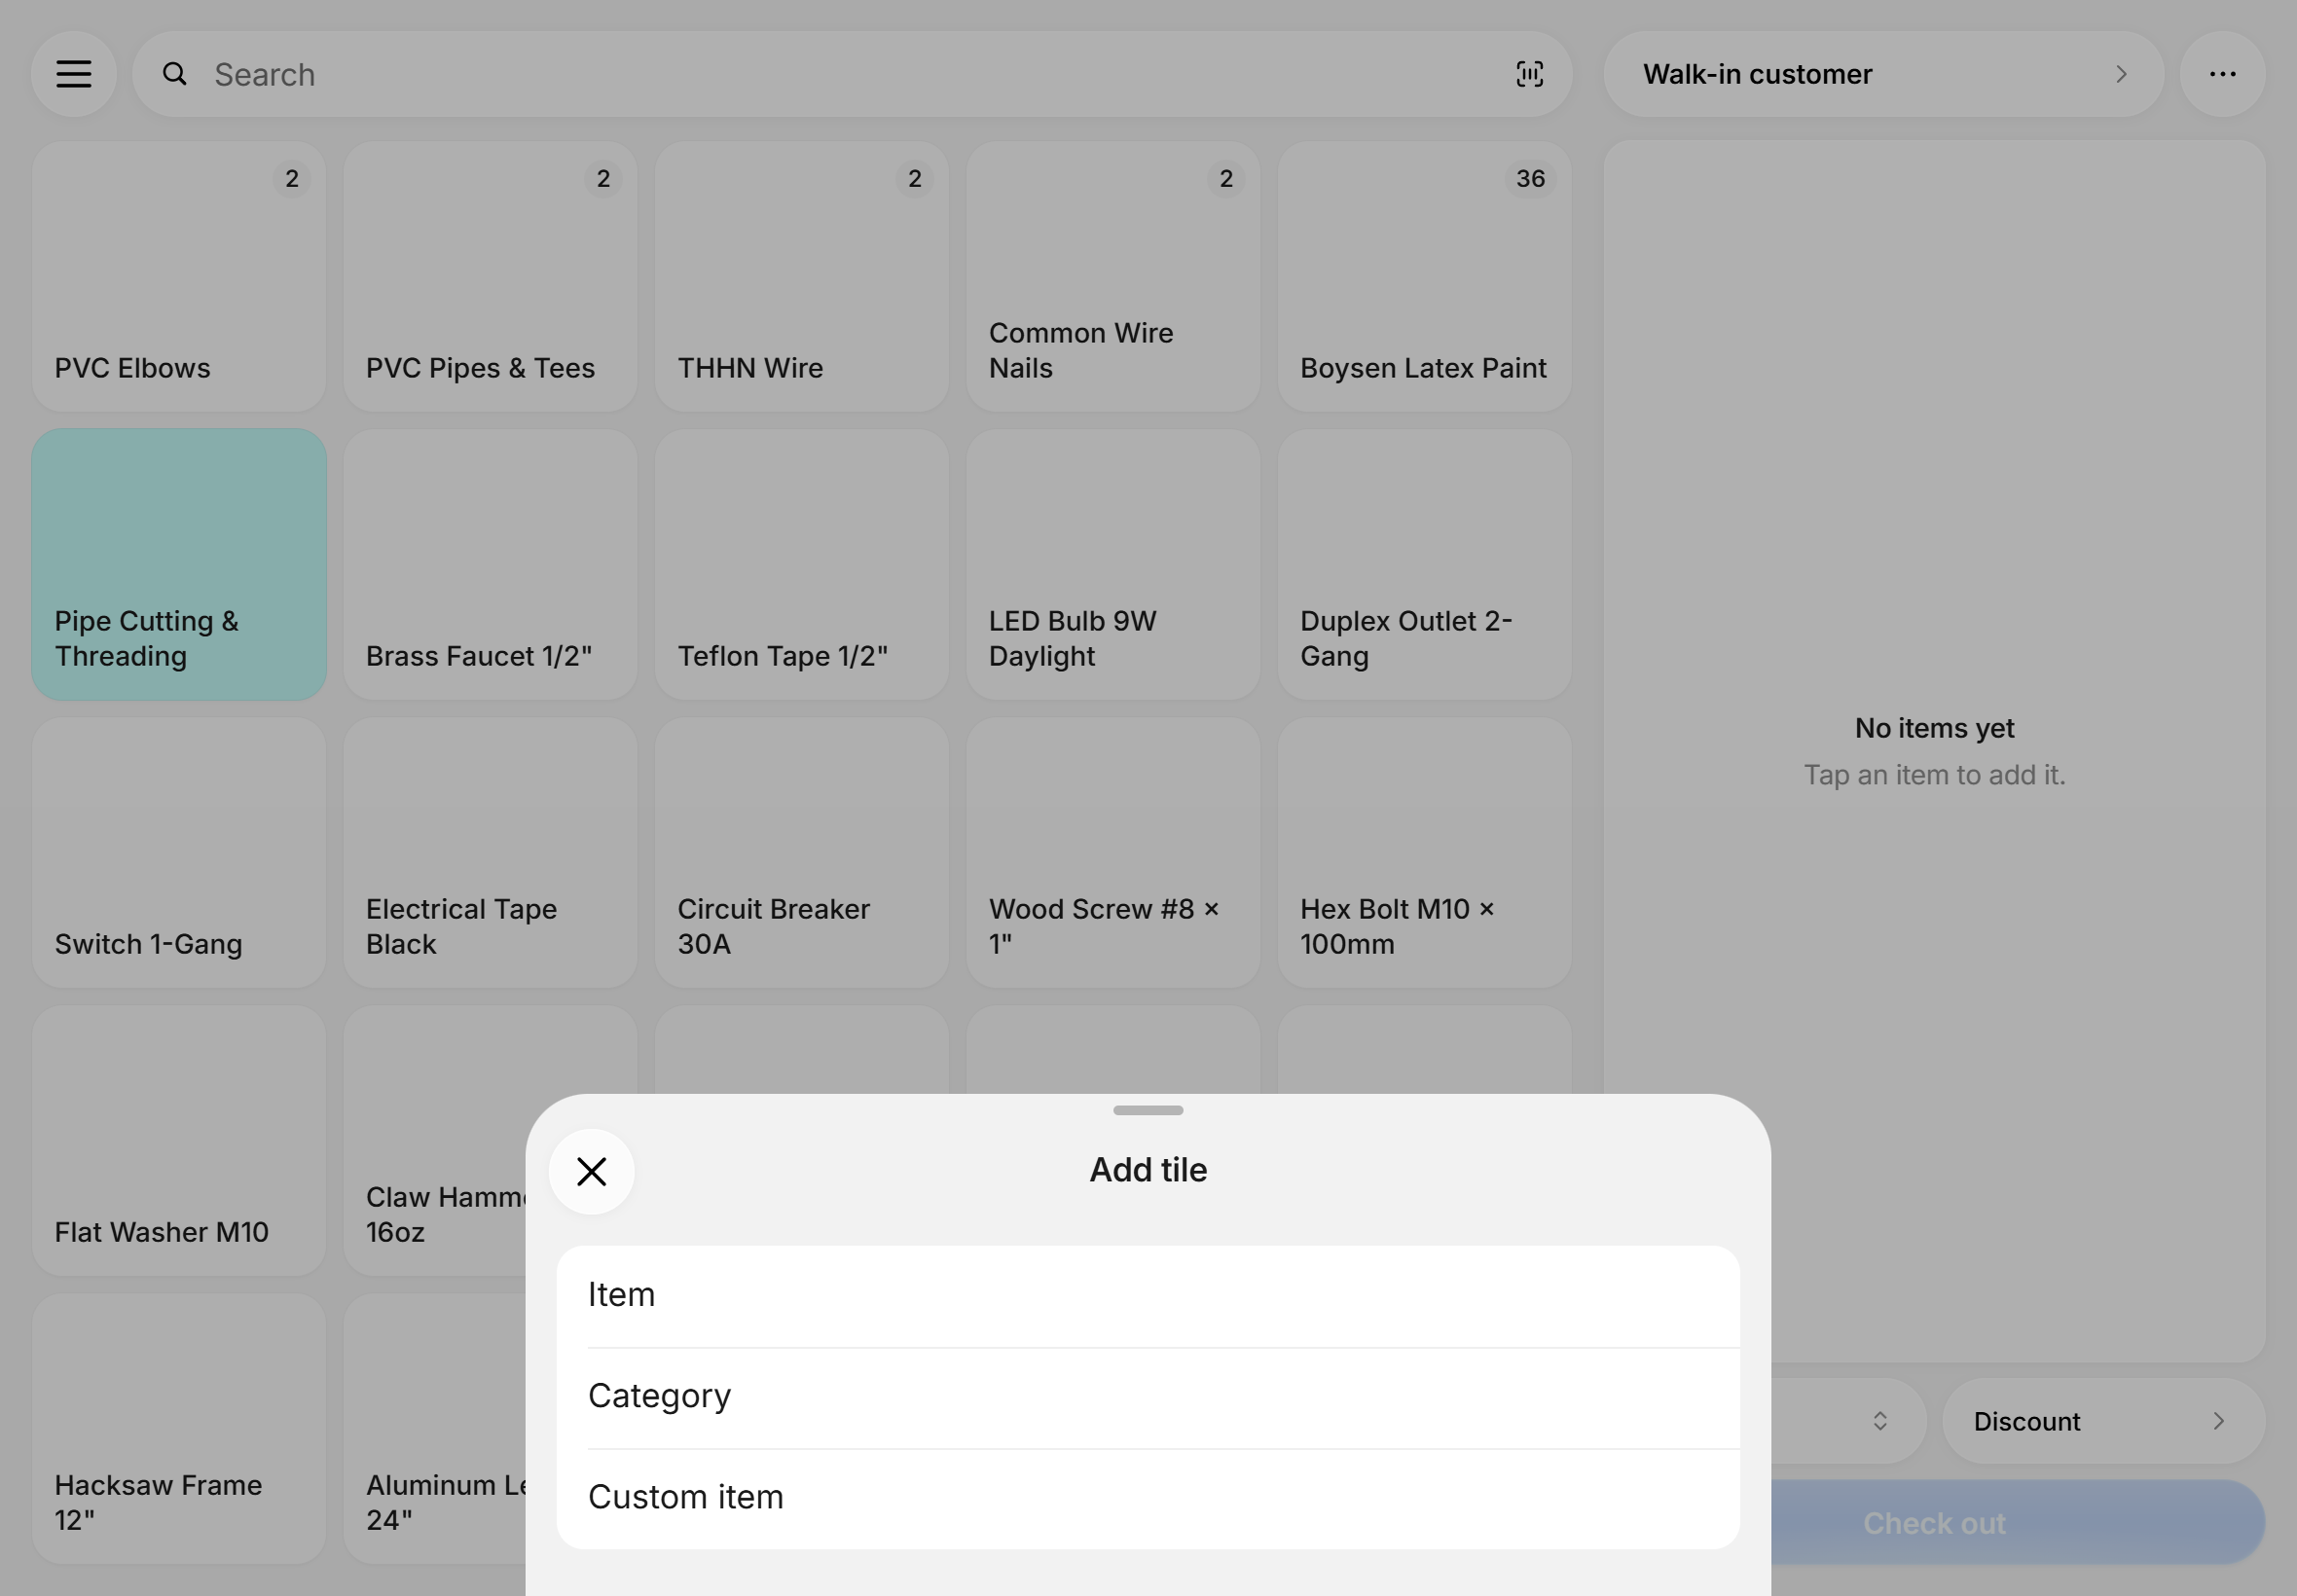 Search
Walk-in customer
2
2
2
2
36
PVC Elbows
PVC Pipes & Tees
THHN Wire
Common Wire
Nails
Boysen Latex Paint
Pipe Cutting &
Threading
Brass Faucet 1/2"
Teflon Tape 1/2"
LED Bulb 9W
Daylight
Duplex Outlet 2-
Gang
No items yet
Tap an item to add it.
Switch 1-Gang
Electrical Tape
Black
Circuit Breaker
30A
Wood Screw #8 ×
1"
Hex Bolt M10 ×
100mm
Flat Washer M10
Claw Hamm
16oz
Hacksaw Frame
12"
Aluminum Le
24"
Add tile
Item
Category
Custom item
Discount
Check out